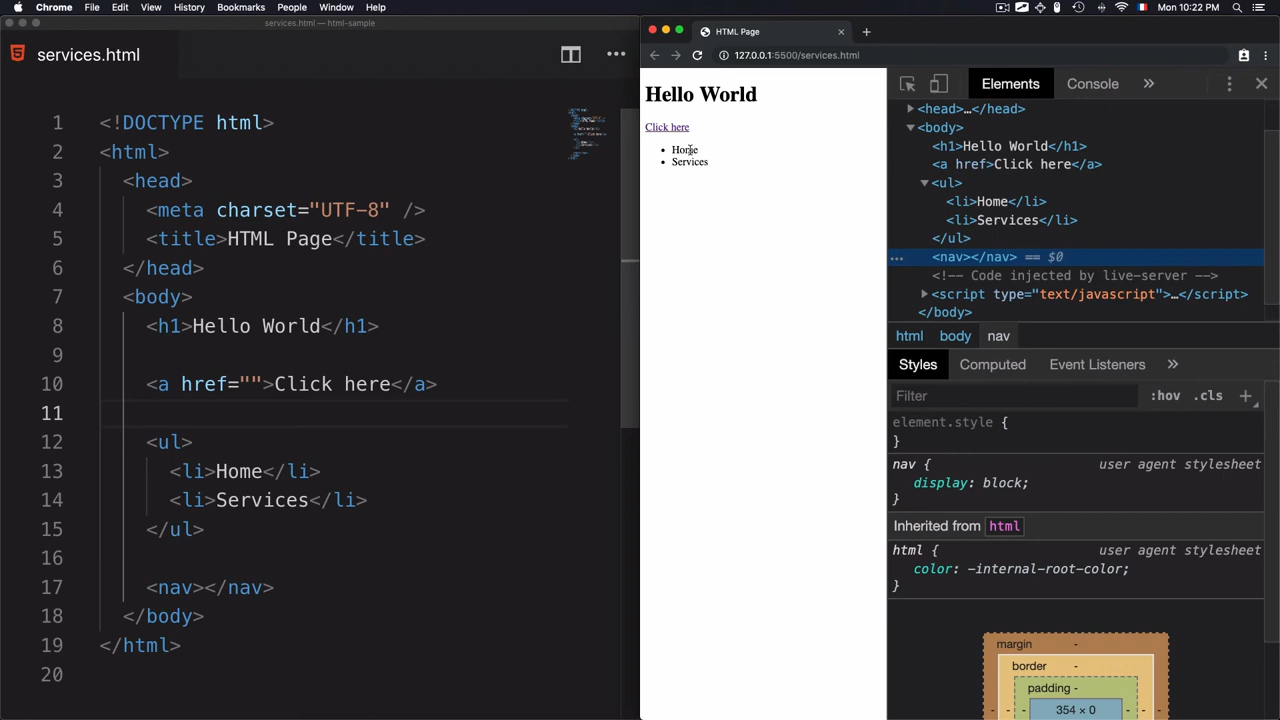 Chrome File Edit View History Bookmarks People Window Help
Mon 10:22 PM
services.html — html-sample
services.html
1 <!DOCTYPE html>
2 <html>
3 <head>
4 <meta charset="UTF-8" />
5 <title>HTML Page</title>
6 </head>
7 <body>
8 <h1>Hello World</h1>
9
10 <a href="">Click here</a>
11
12 <ul>
13 <li>Home</li>
14 <li>Services</li>
15 </ul>
16
17 <nav></nav>
18 </body>
19 </html>
20
HTML Page
127.0.0.1:5500/services.html
Hello World
Click here
• Home
• Services
Elements Console »
<head>…</head>
<body>
<h1>Hello World</h1>
<a href>Click here</a>
<ul>
<li>Home</li>
<li>Services</li>
</ul>
… <nav></nav> == $0
<!-- Code injected by live-server -->
<script type="text/javascript">…</script>
</body>
html body nav
Styles Computed Event Listeners »
Filter :hov .cls +
element.style {
}
nav { user agent stylesheet
display: block;
}
Inherited from html
html { user agent stylesheet
color: -internal-root-color;
}
margin -
border -
padding -
- - - 354 × 0 - - -